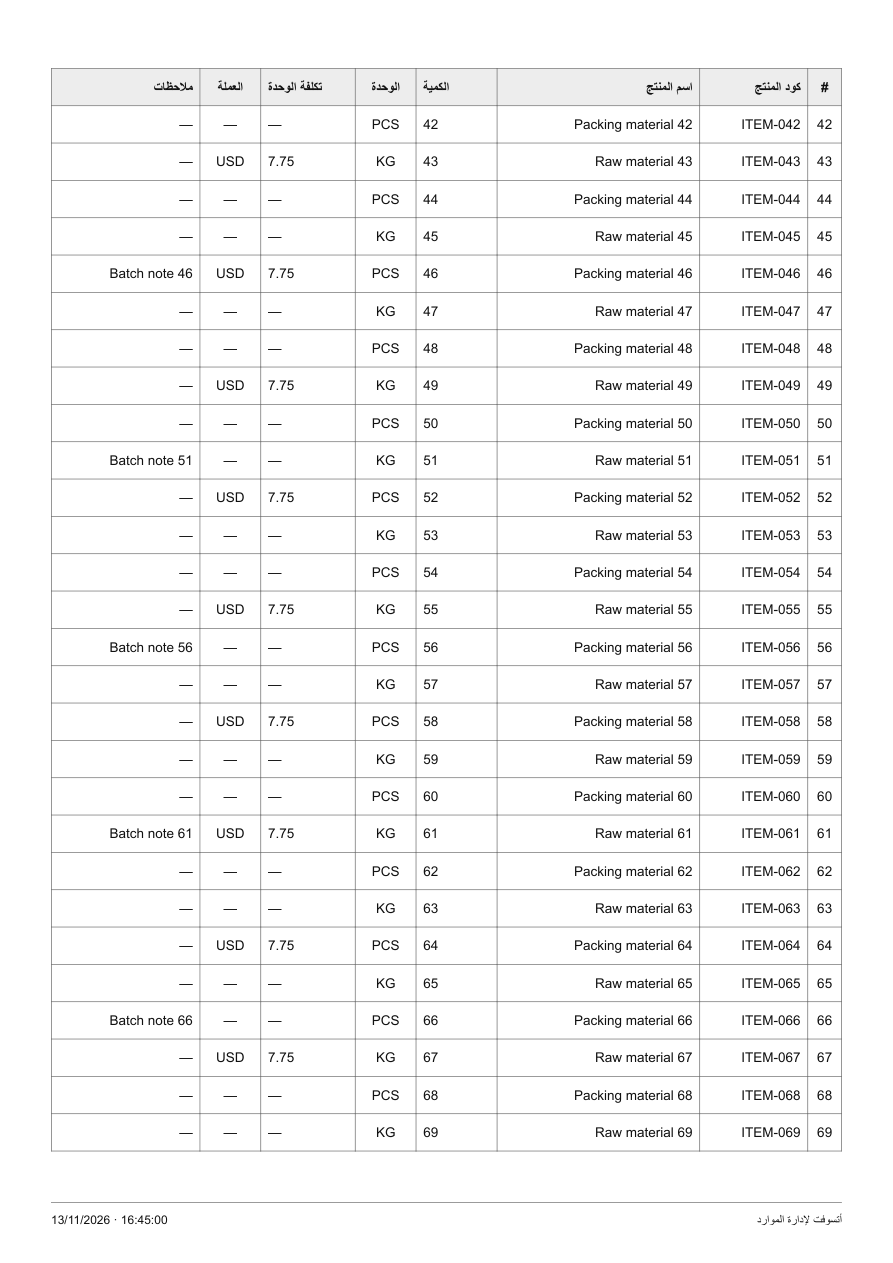 # كود المنتج اسم المنتج الكمية الوحدة تكلفة الوحدة العملة ملاحظات
42 ITEM-042 Packing material 42 42 PCS — — —
43 ITEM-043 Raw material 43 43 KG 7.75 USD —
44 ITEM-044 Packing material 44 44 PCS — — —
45 ITEM-045 Raw material 45 45 KG — — —
46 ITEM-046 Packing material 46 46 PCS 7.75 USD Batch note 46
47 ITEM-047 Raw material 47 47 KG — — —
48 ITEM-048 Packing material 48 48 PCS — — —
49 ITEM-049 Raw material 49 49 KG 7.75 USD —
50 ITEM-050 Packing material 50 50 PCS — — —
51 ITEM-051 Raw material 51 51 KG — — Batch note 51
52 ITEM-052 Packing material 52 52 PCS 7.75 USD —
53 ITEM-053 Raw material 53 53 KG — — —
54 ITEM-054 Packing material 54 54 PCS — — —
55 ITEM-055 Raw material 55 55 KG 7.75 USD —
56 ITEM-056 Packing material 56 56 PCS — — Batch note 56
57 ITEM-057 Raw material 57 57 KG — — —
58 ITEM-058 Packing material 58 58 PCS 7.75 USD —
59 ITEM-059 Raw material 59 59 KG — — —
60 ITEM-060 Packing material 60 60 PCS — — —
61 ITEM-061 Raw material 61 61 KG 7.75 USD Batch note 61
62 ITEM-062 Packing material 62 62 PCS — — —
63 ITEM-063 Raw material 63 63 KG — — —
64 ITEM-064 Packing material 64 64 PCS 7.75 USD —
65 ITEM-065 Raw material 65 65 KG — — —
66 ITEM-066 Packing material 66 66 PCS — — Batch note 66
67 ITEM-067 Raw material 67 67 KG 7.75 USD —
68 ITEM-068 Packing material 68 68 PCS — — —
69 ITEM-069 Raw material 69 69 KG — — —
أتسوفت لإدارة الموارد 13/11/2026 · 16:45:00